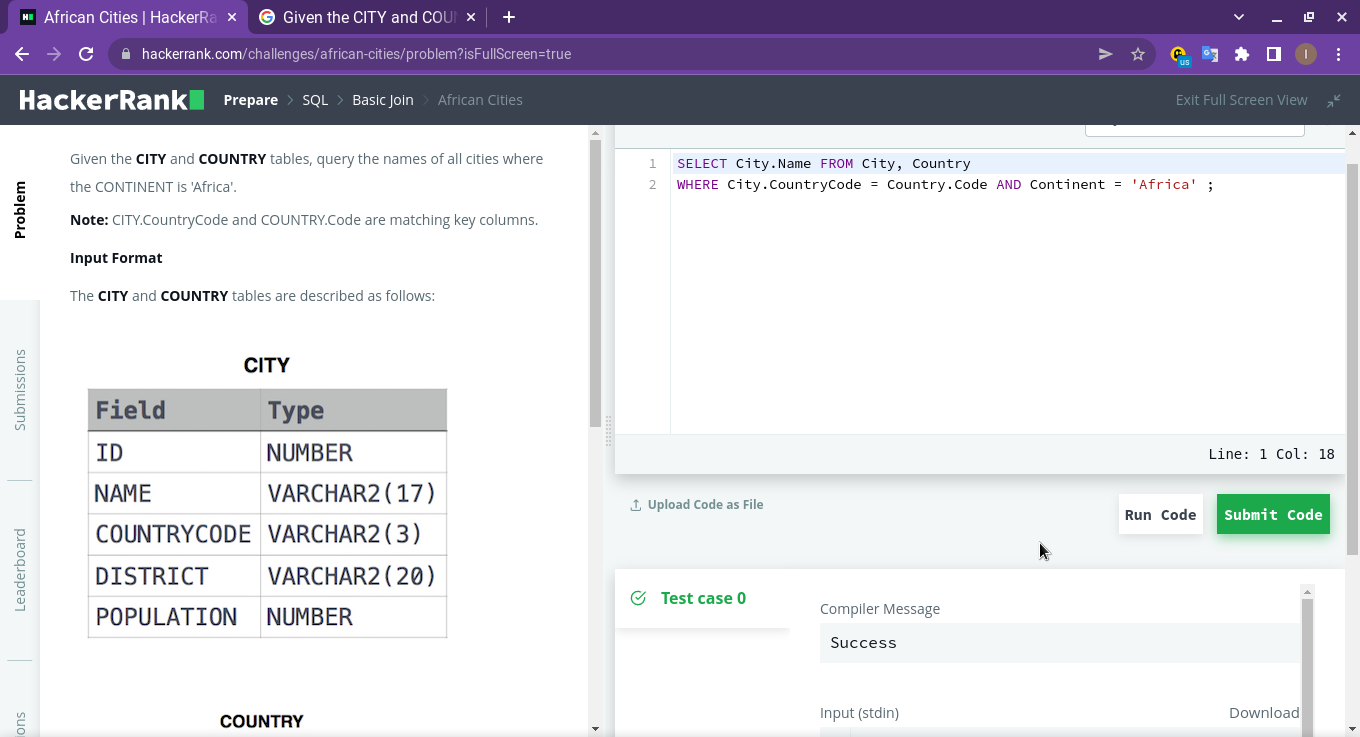 African Cities | HackerRa
Given the CITY and COU
hackerrank.com/challenges/african-cities/problem?isFullScreen=true
us
I
HackerRank
Prepare > SQL > Basic Join > African Cities
Exit Full Screen View
Problem
Submissions
Leaderboard
Given the CITY and COUNTRY tables, query the names of all cities where
the CONTINENT is 'Africa'.
Note: CITY.CountryCode and COUNTRY.Code are matching key columns.
Input Format
The CITY and COUNTRY tables are described as follows:
CITY
Field Type
ID NUMBER
NAME VARCHAR2(17)
COUNTRYCODE VARCHAR2(3)
DISTRICT VARCHAR2(20)
POPULATION NUMBER
COUNTRY
1 SELECT City.Name FROM City, Country
2 WHERE City.CountryCode = Country.Code AND Continent = 'Africa' ;
Line: 1 Col: 18
Upload Code as File
Run Code
Submit Code
Test case 0
Compiler Message
Success
Input (stdin)
Download